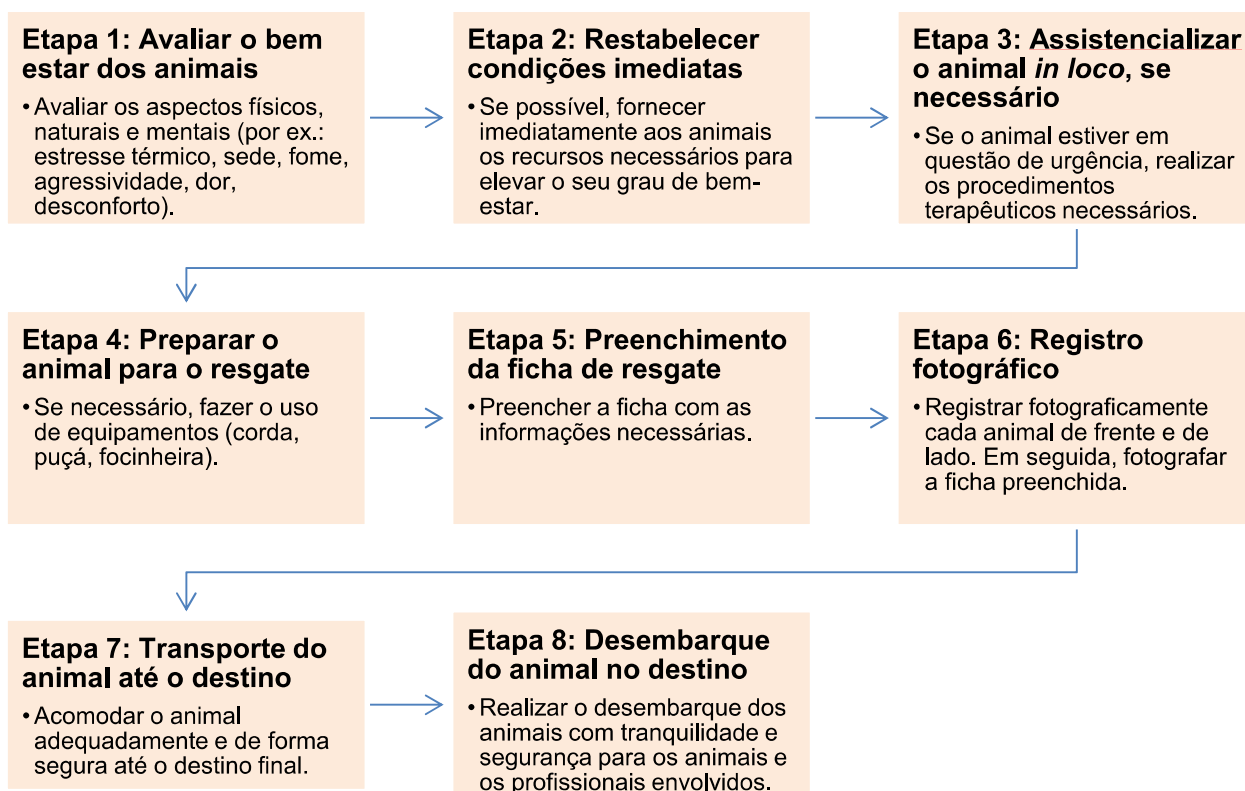 Etapa 1: Avaliar o bem
estar dos animais
• Avaliar os aspectos físicos,
naturais e mentais (por ex.:
estresse térmico, sede, fome,
agressividade, dor,
desconforto).
Etapa 2: Restabelecer
condições imediatas
• Se possível, fornecer
imediatamente aos animais
os recursos necessários para
elevar o seu grau de bem-
estar.
Etapa 3: Assistencializar
o animal in loco, se
necessário
• Se o animal estiver em
questão de urgência, realizar
os procedimentos
terapêuticos necessários.
Etapa 4: Preparar o
animal para o resgate
• Se necessário, fazer o uso
de equipamentos (corda,
puçá, focinheira).
Etapa 5: Preenchimento
da ficha de resgate
• Preencher a ficha com as
informações necessárias.
Etapa 6: Registro
fotográfico
• Registrar fotograficamente
cada animal de frente e de
lado. Em seguida, fotografar
a ficha preenchida.
Etapa 7: Transporte do
animal até o destino
• Acomodar o animal
adequadamente e de forma
segura até o destino final.
Etapa 8: Desembarque
do animal no destino
• Realizar o desembarque dos
animais com tranquilidade e
segurança para os animais e
os profissionais envolvidos.